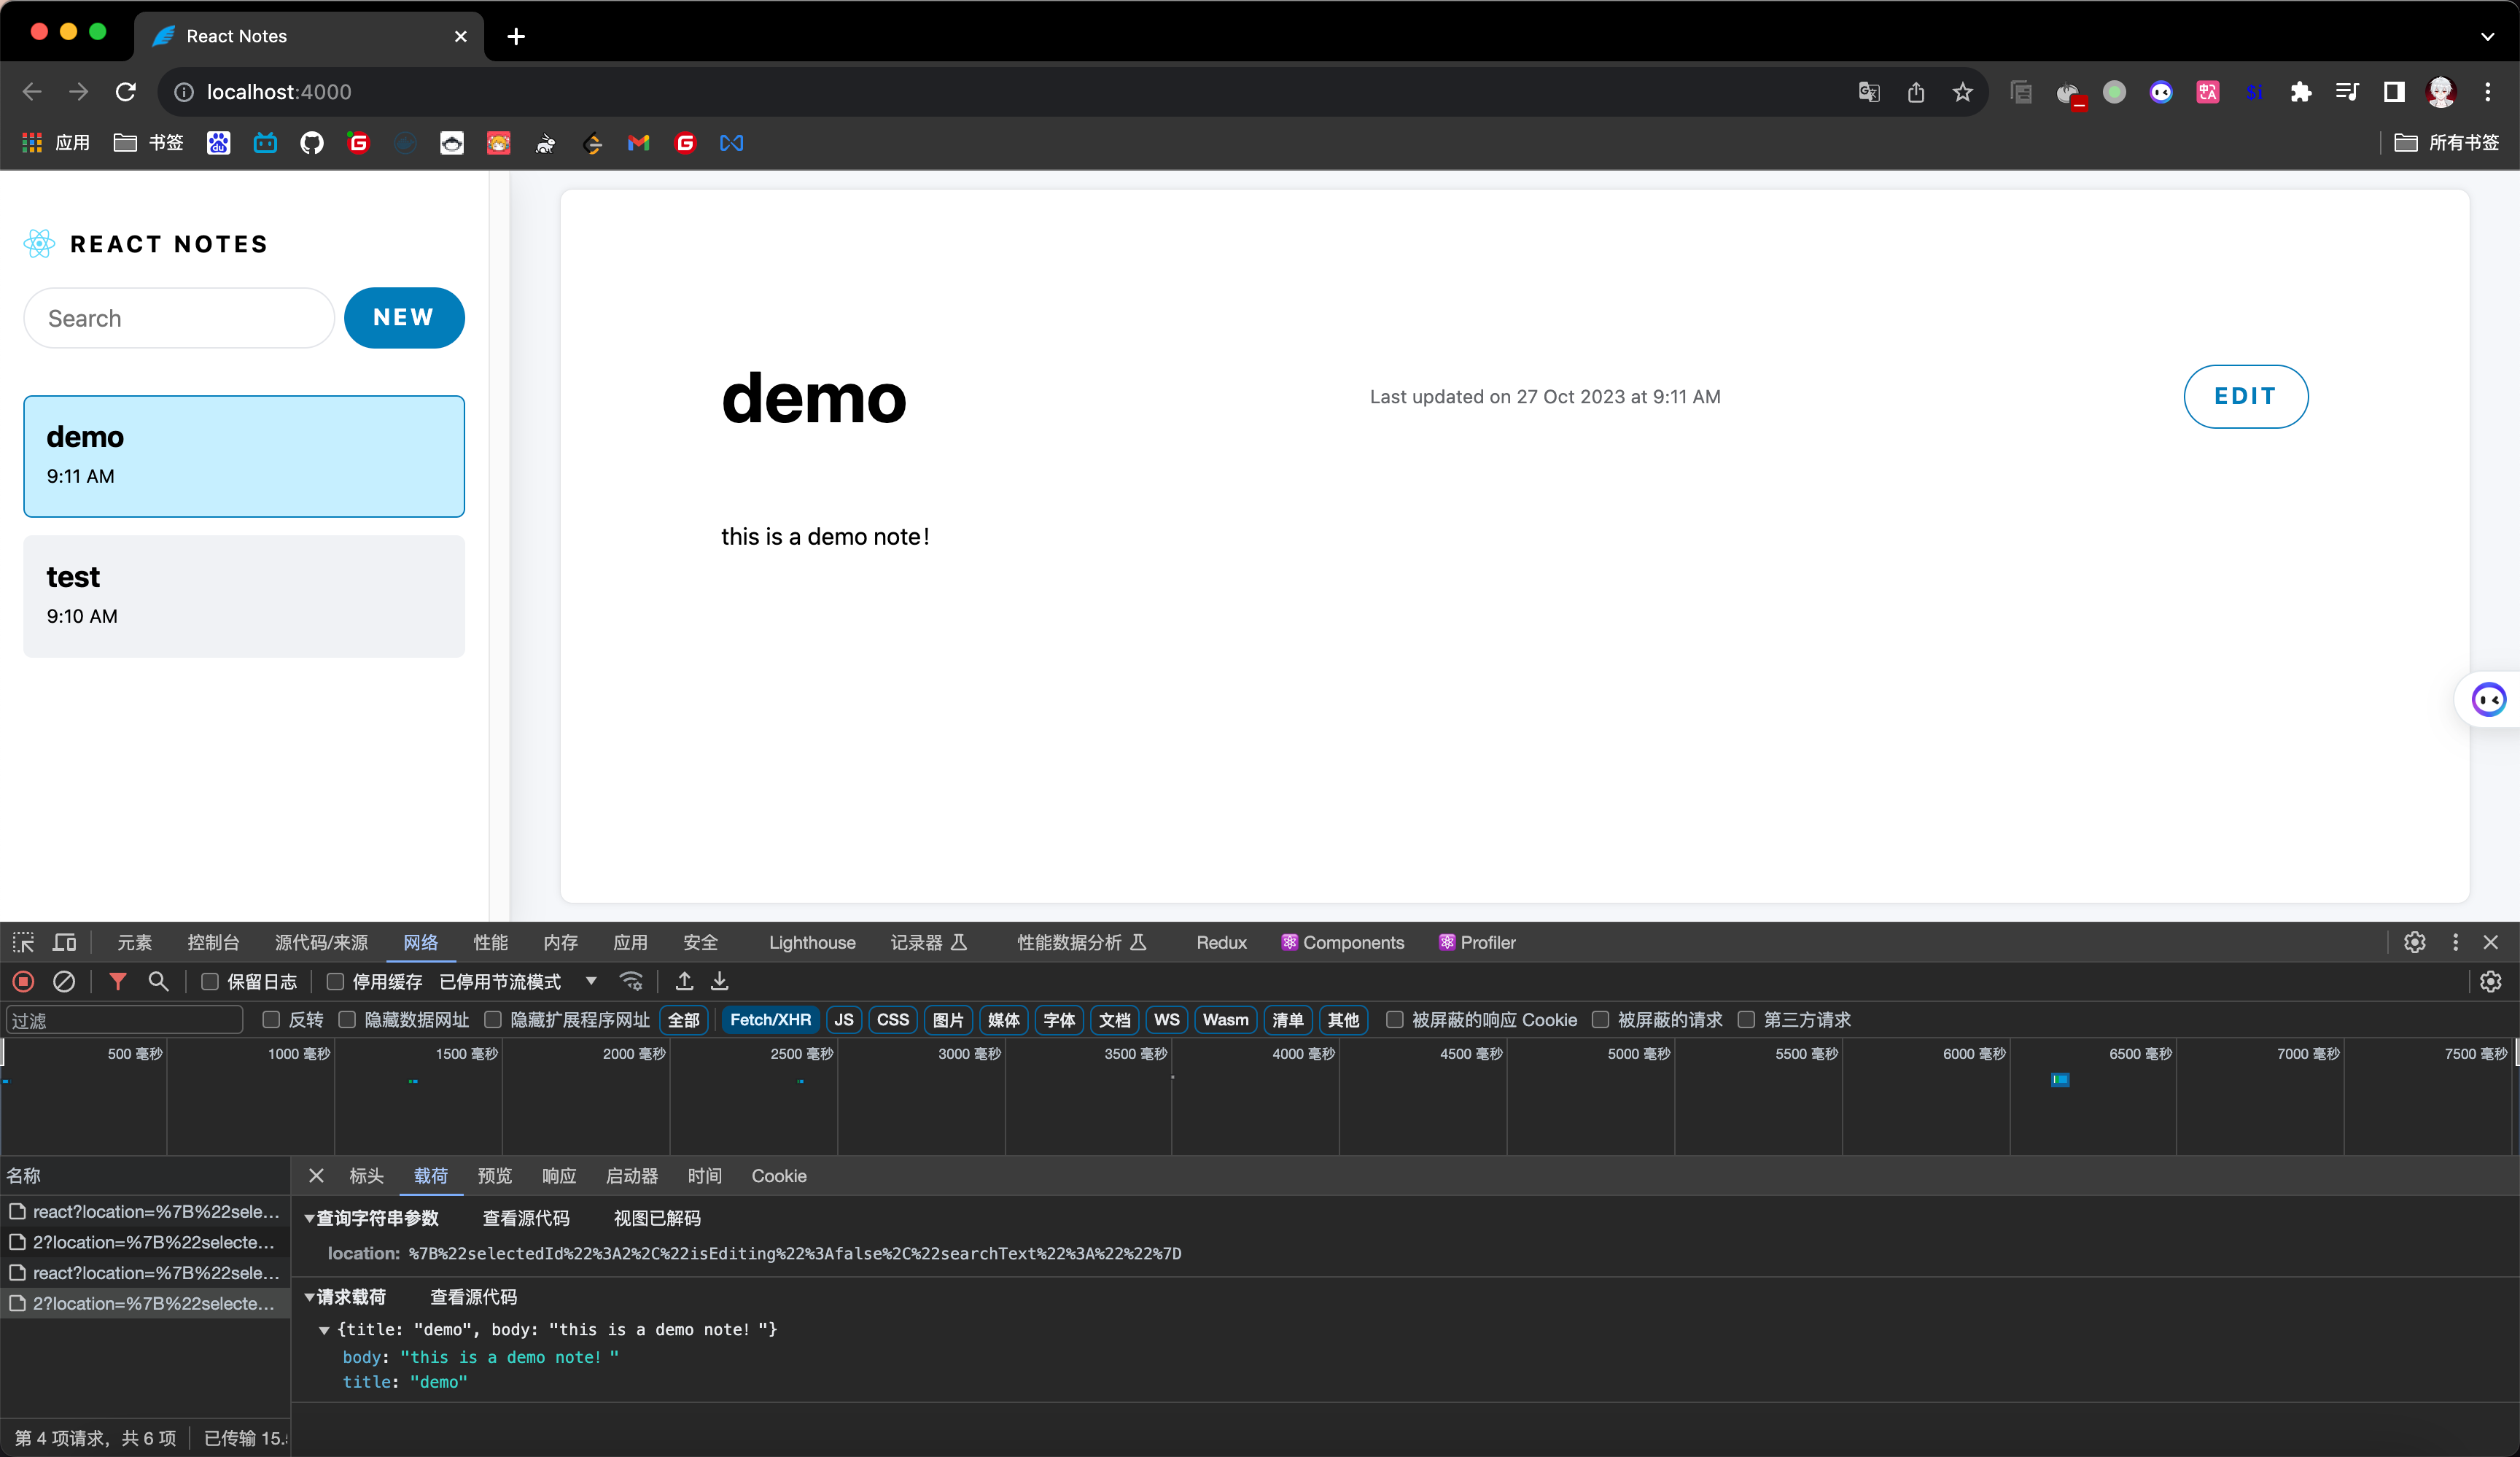 React Notes
localhost:4000
应用 书签 所有书签
REACT NOTES
Search NEW
demo
9:11 AM
test
9:10 AM
demo Last updated on 27 Oct 2023 at 9:11 AM EDIT
this is a demo note!
元素 控制台 源代码/来源 网络 性能 内存 应用 安全 Lighthouse 记录器 性能数据分析 Redux Components Profiler
保留日志 停用缓存 已停用节流模式
过滤 反转 隐藏数据网址 隐藏扩展程序网址 全部 Fetch/XHR JS CSS 图片 媒体 字体 文档 WS Wasm 清单 其他 被屏蔽的响应 Cookie 被屏蔽的请求 第三方请求
500 毫秒 1000 毫秒 1500 毫秒 2000 毫秒 2500 毫秒 3000 毫秒 3500 毫秒 4000 毫秒 4500 毫秒 5000 毫秒 5500 毫秒 6000 毫秒 6500 毫秒 7000 毫秒 7500 毫秒
名称
react?location=%7B%22sele...
2?location=%7B%22selecte...
react?location=%7B%22sele...
2?location=%7B%22selecte...
第 4 项请求，共 6 项 已传输 15.
标头 载荷 预览 响应 启动器 时间 Cookie
查询字符串参数 查看源代码 视图已解码
location: %7B%22selectedId%22%3A2%2C%22isEditing%22%3Afalse%2C%22searchText%22%3A%22%22%7D
请求载荷 查看源代码
{title: "demo", body: "this is a demo note！"}
body: "this is a demo note！"
title: "demo"